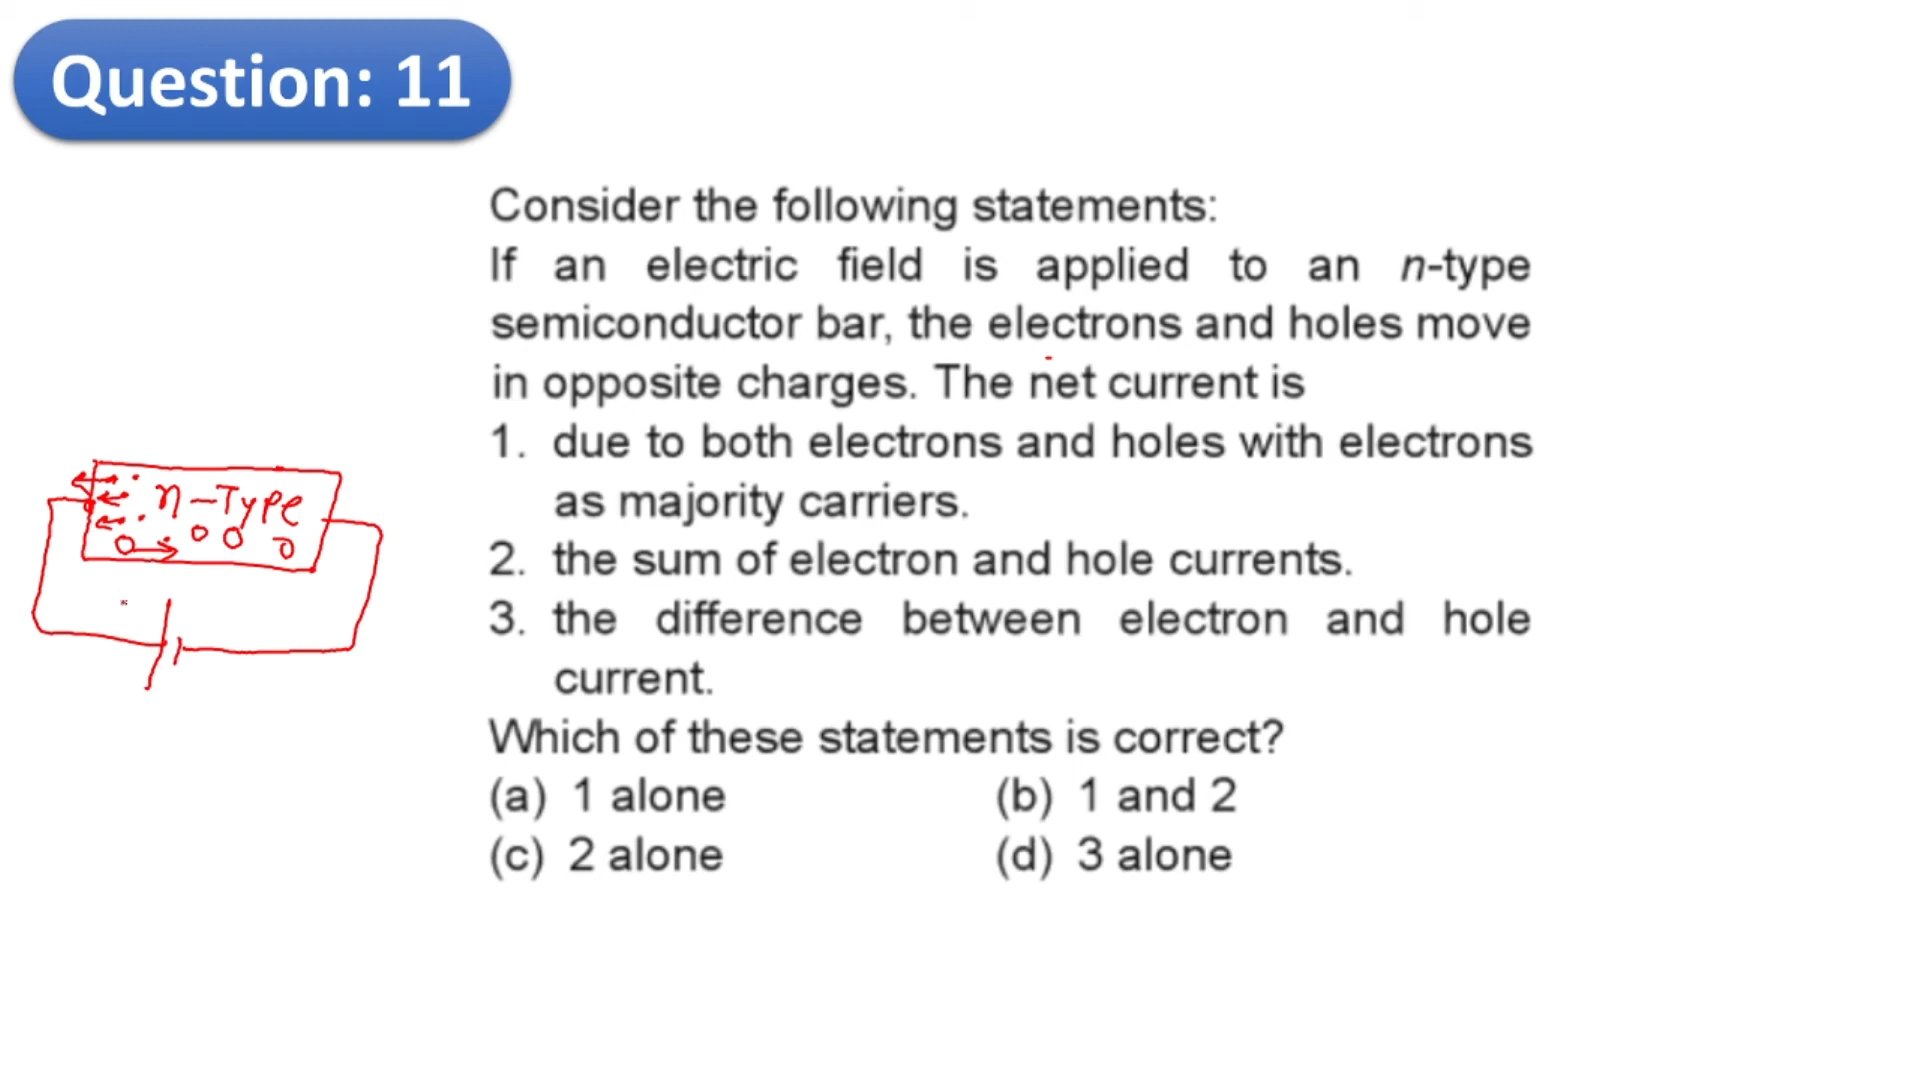 Question: 11
Consider the following statements:
If an electric field is applied to an n-type
semiconductor bar, the electrons and holes move
in opposite charges. The net current is
1. due to both electrons and holes with electrons
as majority carriers.
2. the sum of electron and hole currents.
3. the difference between electron and hole
current.
Which of these statements is correct?
(a) 1 alone (b) 1 and 2
(c) 2 alone (d) 3 alone
n-Type